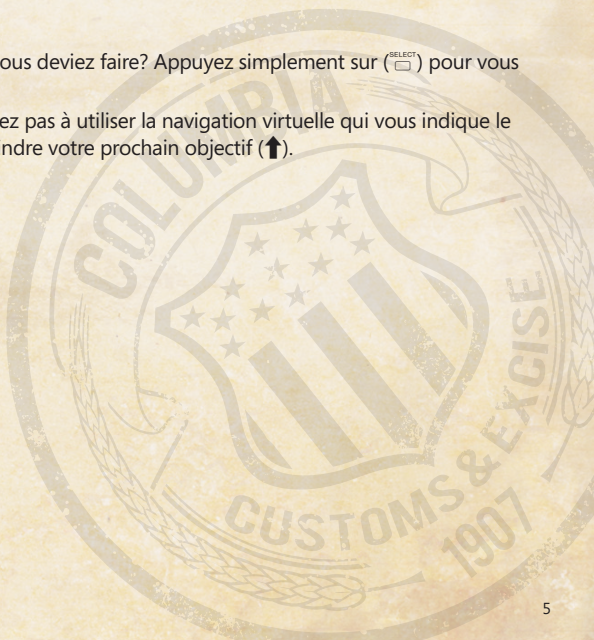 ous deviez faire? Appuyez simplement sur (SELECT) pour vous
ez pas à utiliser la navigation virtuelle qui vous indique le
indre votre prochain objectif (⬆).
COLUMBIA
CUSTOMS & EXCISE
1907
5